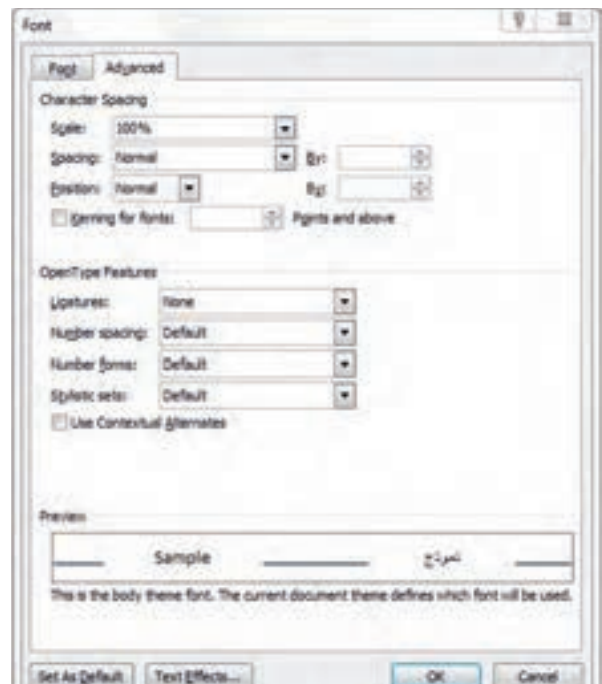 Font
Font Advanced
Character Spacing
Scale: 100%
Spacing: Normal By:
Position: Normal By:
Kerning for fonts: Points and above
OpenType Features
Ligatures: None
Number spacing: Default
Number forms: Default
Stylistic sets: Default
Use Contextual Alternates
Preview
Sample نموذج
This is the body theme font. The current document theme defines which font will be used.
Set As Default Text Effects... OK Cancel